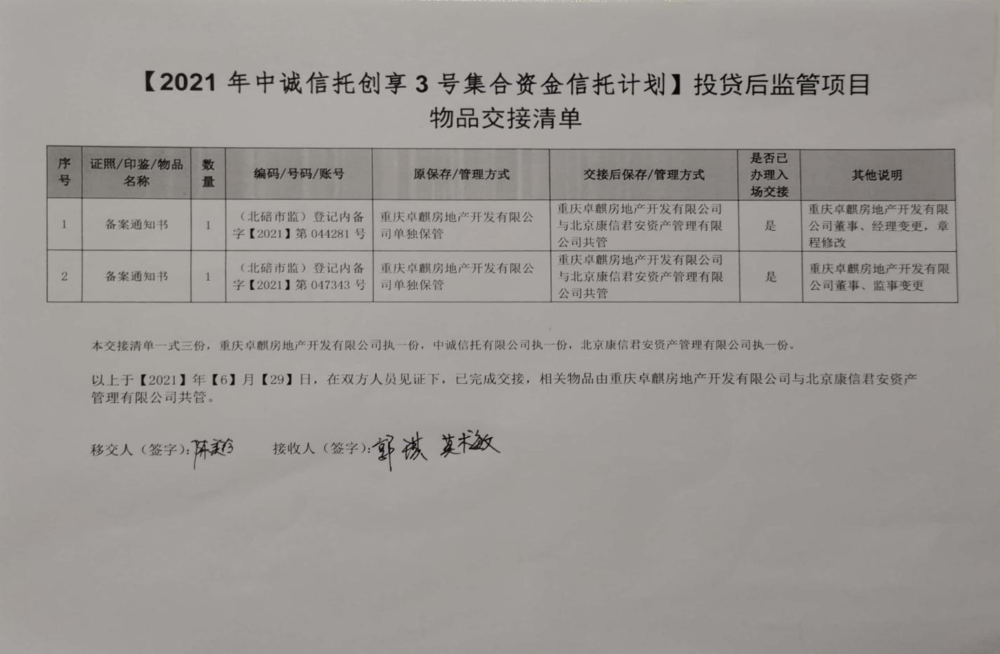 【2021 年中诚信托创享 3 号集合资金信托计划】投贷后监管项目
物品交接清单
序号 证照/印鉴/物品名称 数量 编码/号码/账号 原保存/管理方式 交接后保存/管理方式 是否已办理入场交接 其他说明
1 备案通知书 1 （北碚市监）登记内备字【2021】第 044281 号 重庆卓麒房地产开发有限公司单独保管 重庆卓麒房地产开发有限公司与北京康信君安资产管理有限公司共管 是 重庆卓麒房地产开发有限公司董事、经理变更，章程修改
2 备案通知书 1 （北碚市监）登记内备字【2021】第 047343 号 重庆卓麒房地产开发有限公司单独保管 重庆卓麒房地产开发有限公司与北京康信君安资产管理有限公司共管 是 重庆卓麒房地产开发有限公司董事、监事变更
本交接清单一式三份，重庆卓麒房地产开发有限公司执一份，中诚信托有限公司执一份，北京康信君安资产管理有限公司执一份。
以上于【2021】年【6】月【29】日，在双方人员见证下，已完成交接，相关物品由重庆卓麒房地产开发有限公司与北京康信君安资产
管理有限公司共管。
移交人（签字）： 接收人（签字）：郭琪